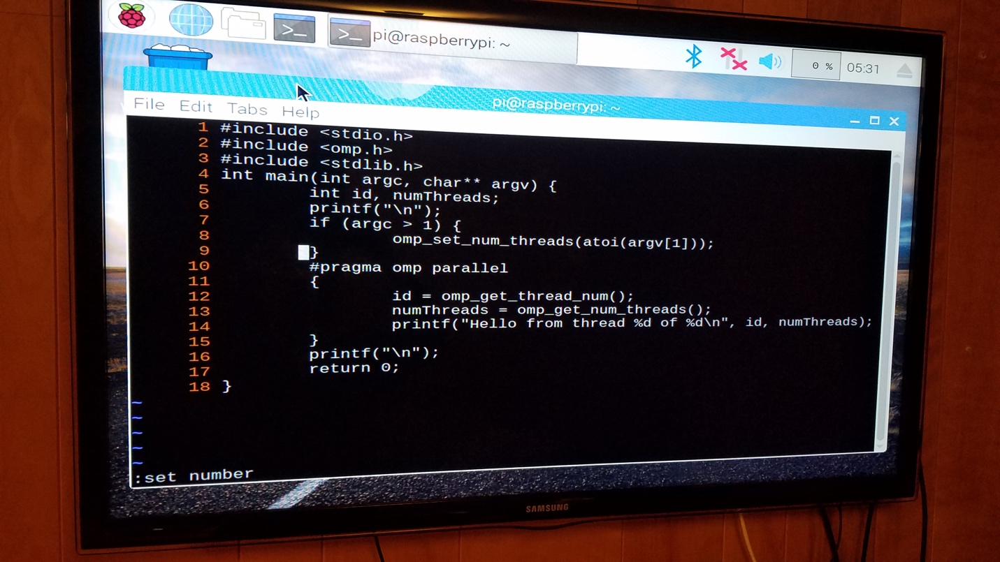 pi@raspberrypi: ~
0 %
05:31
pi@raspberrypi: ~
File Edit Tabs Help
1 #include <stdio.h>
2 #include <omp.h>
3 #include <stdlib.h>
4 int main(int argc, char** argv) {
5 int id, numThreads;
6 printf("\n");
7 if (argc > 1) {
8 omp_set_num_threads(atoi(argv[1]));
9 }
10 #pragma omp parallel
11 {
12 id = omp_get_thread_num();
13 numThreads = omp_get_num_threads();
14 printf("Hello from thread %d of %d\n", id, numThreads);
15 }
16 printf("\n");
17 return 0;
18 }
~
~
~
~
~
:set number
SAMSUNG